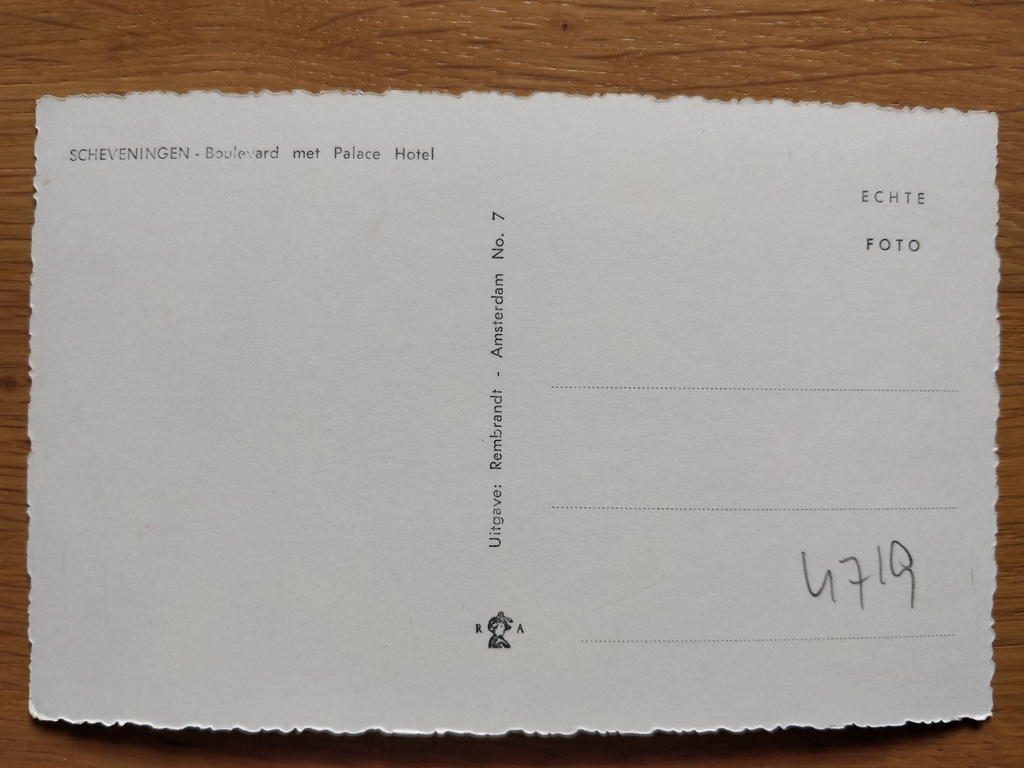 SCHEVENINGEN - Boulevard met Palace Hotel
ECHTE
FOTO
Uitgave: Rembrandt - Amsterdam No. 7
R A
4719